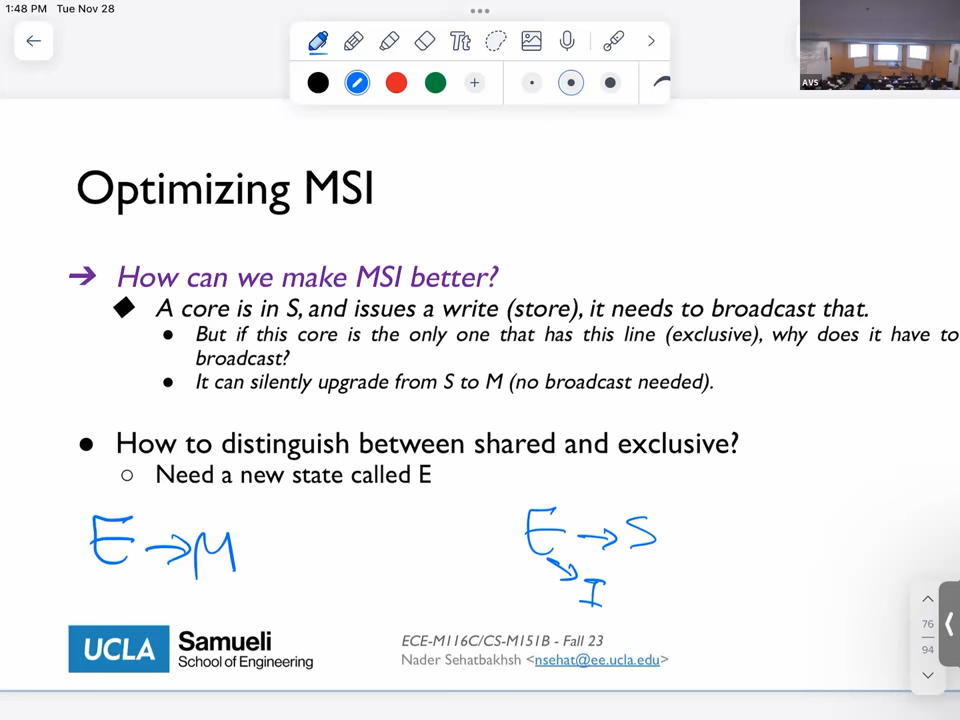 1:48 PM Tue Nov 28
Tt
AVS
Optimizing MSI
➔ How can we make MSI better?
◆ A core is in S, and issues a write (store), it needs to broadcast that.
● But if this core is the only one that has this line (exclusive), why does it have to
broadcast?
● It can silently upgrade from S to M (no broadcast needed).
● How to distinguish between shared and exclusive?
○ Need a new state called E
E → M
E → S
→ I
UCLA Samueli
School of Engineering
ECE-M116C/CS-M151B - Fall 23
Nader Sehatbakhsh <nsehat@ee.ucla.edu>
76
94